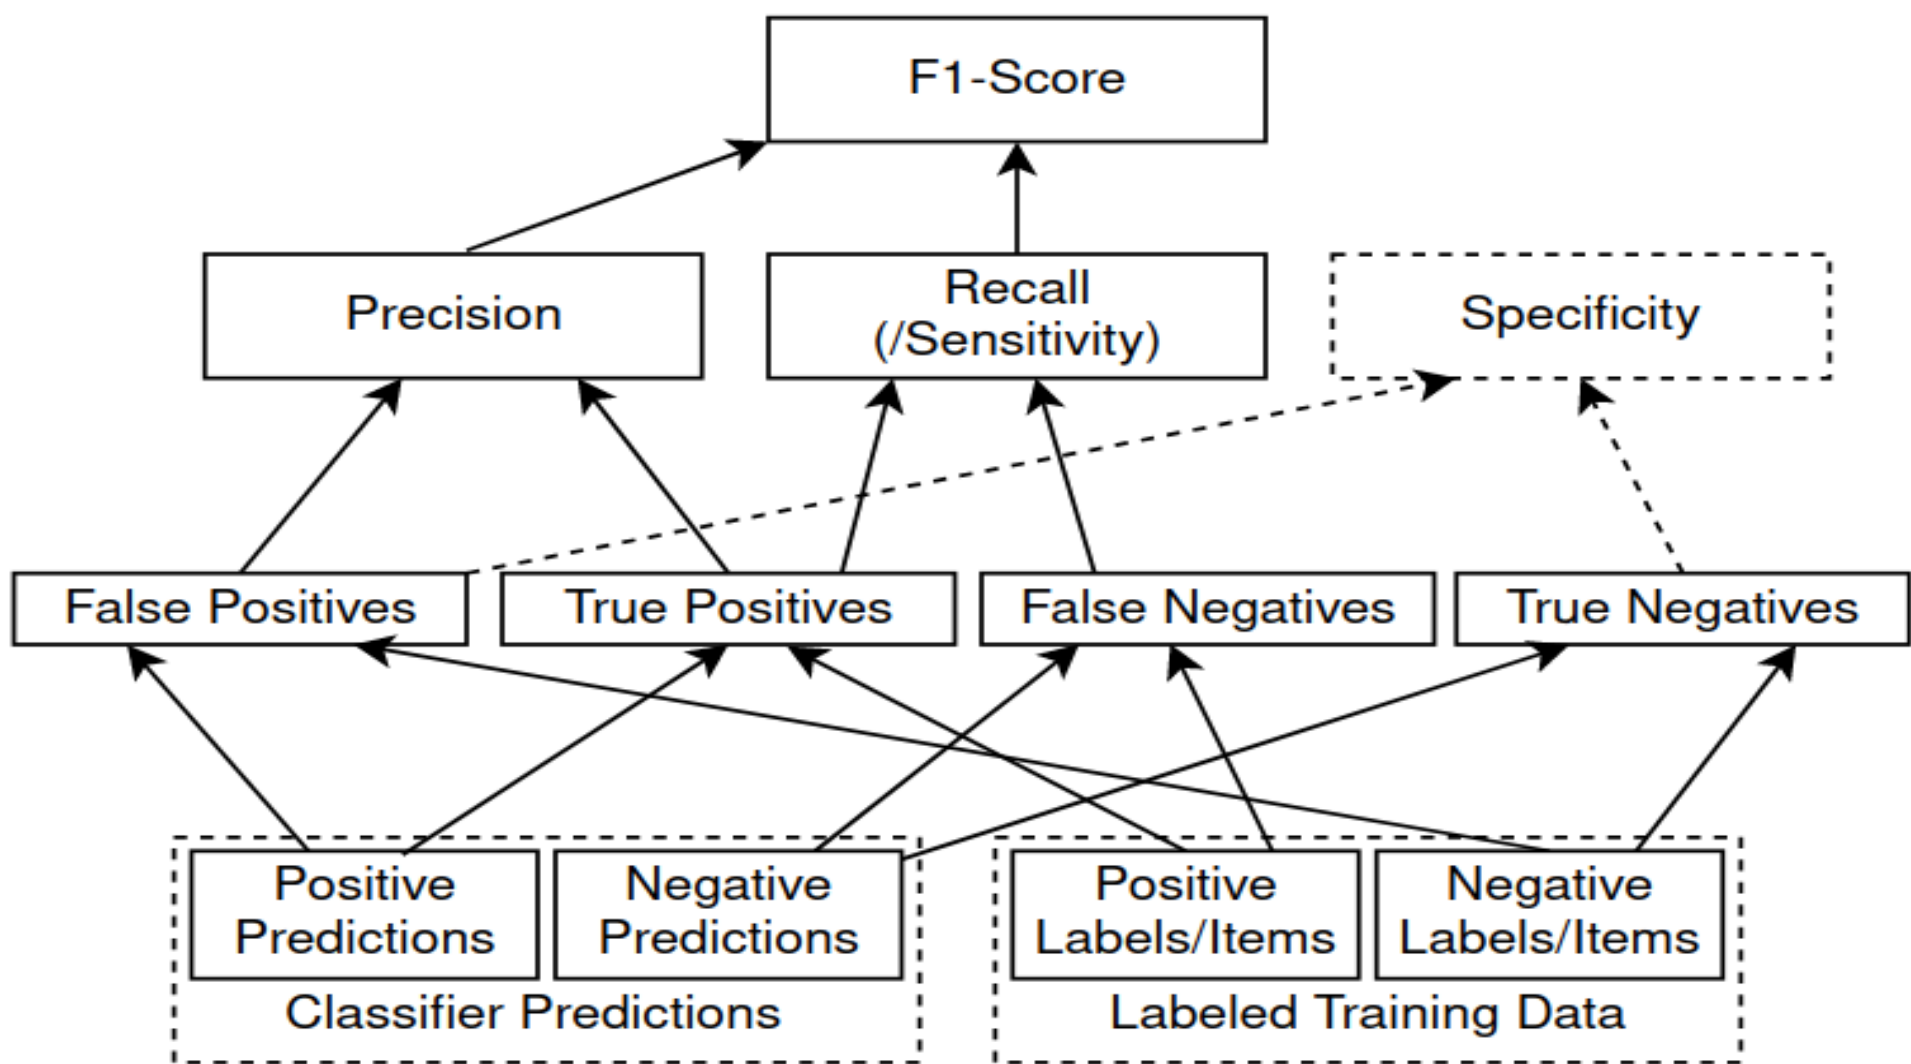 F1-Score
Precision
Recall
(/Sensitivity)
Specificity
False Positives
True Positives
False Negatives
True Negatives
Positive
Predictions
Negative
Predictions
Classifier Predictions
Positive
Labels/Items
Negative
Labels/Items
Labeled Training Data